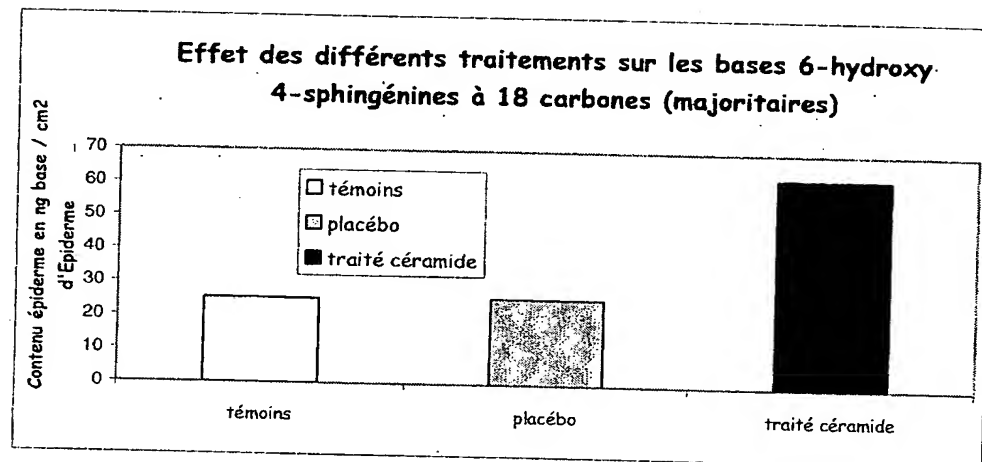 Effet des différents traitements sur les bases 6-hydroxy
4-sphingénines à 18 carbones (majoritaires)
Contenu épiderme en ng base / cm2
d'Epiderme
70
60
50
40
30
20
10
0
témoins
placébo
traité céramide
témoins
placébo
traité céramide